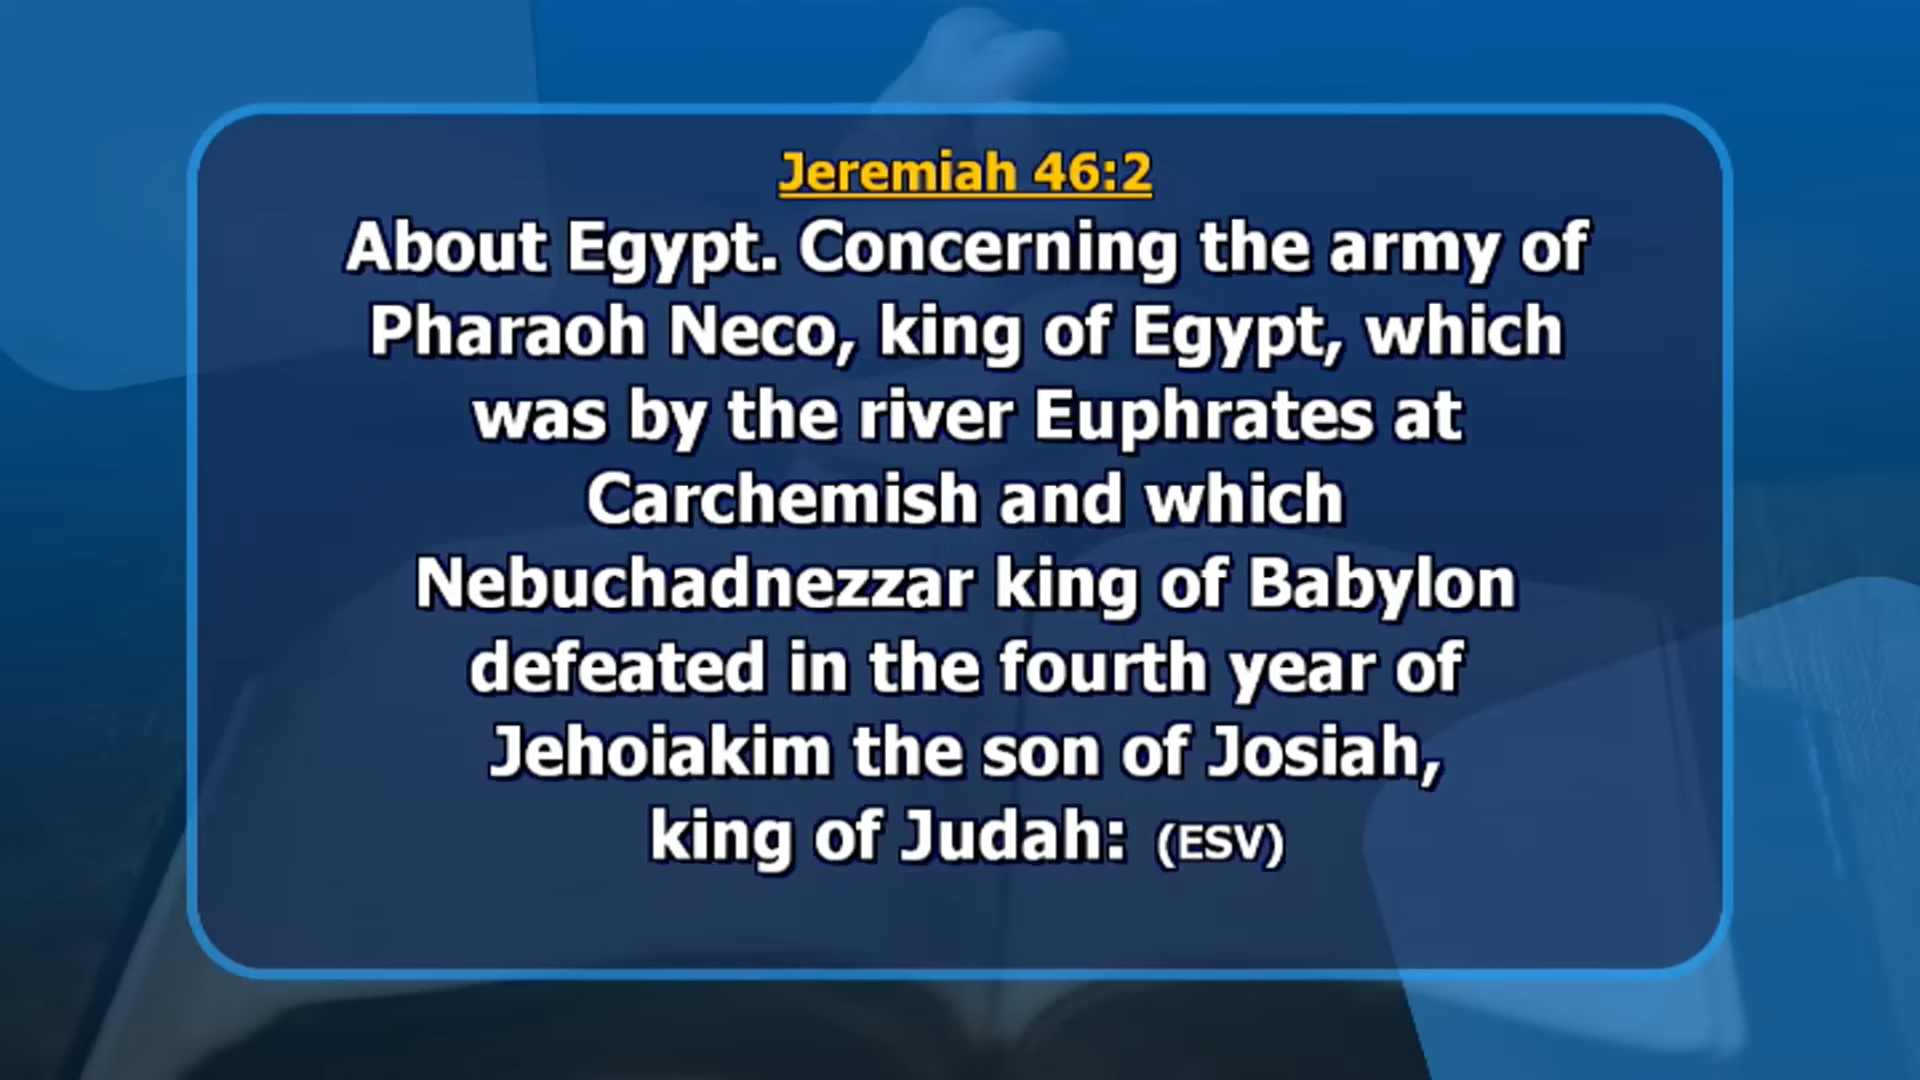 Jeremiah 46:2
About Egypt. Concerning the army of
Pharaoh Neco, king of Egypt, which
was by the river Euphrates at
Carchemish and which
Nebuchadnezzar king of Babylon
defeated in the fourth year of
Jehoiakim the son of Josiah,
king of Judah: (ESV)